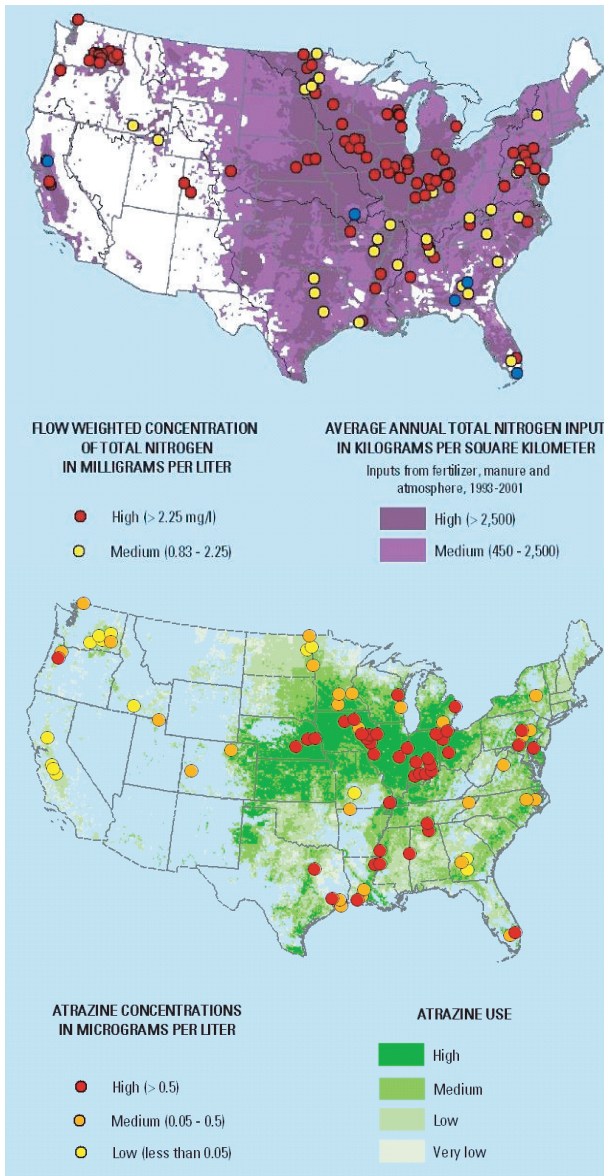 FLOW WEIGHTED CONCENTRATION
OF TOTAL NITROGEN
IN MILLIGRAMS PER LITER
High (> 2.25 mg/l)
Medium (0.83 - 2.25)
AVERAGE ANNUAL TOTAL NITROGEN INPUT
IN KILOGRAMS PER SQUARE KILOMETER
Inputs from fertilizer, manure and
atmosphere, 1993-2001
High (> 2,500)
Medium (450 - 2,500)
ATRAZINE CONCENTRATIONS
IN MICROGRAMS PER LITER
High (> 0.5)
Medium (0.05 - 0.5)
Low (less than 0.05)
ATRAZINE USE
High
Medium
Low
Very low